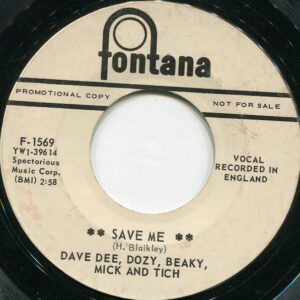 fontana
PROMOTIONAL COPY
NOT FOR SALE
F-1569
YW1-39614
Spectorious
Music Corp.
(BMI) 2:58
VOCAL
RECORDED IN
ENGLAND
** SAVE ME **
(H. Blaikley)
DAVE DEE, DOZY, BEAKY,
MICK AND TICH